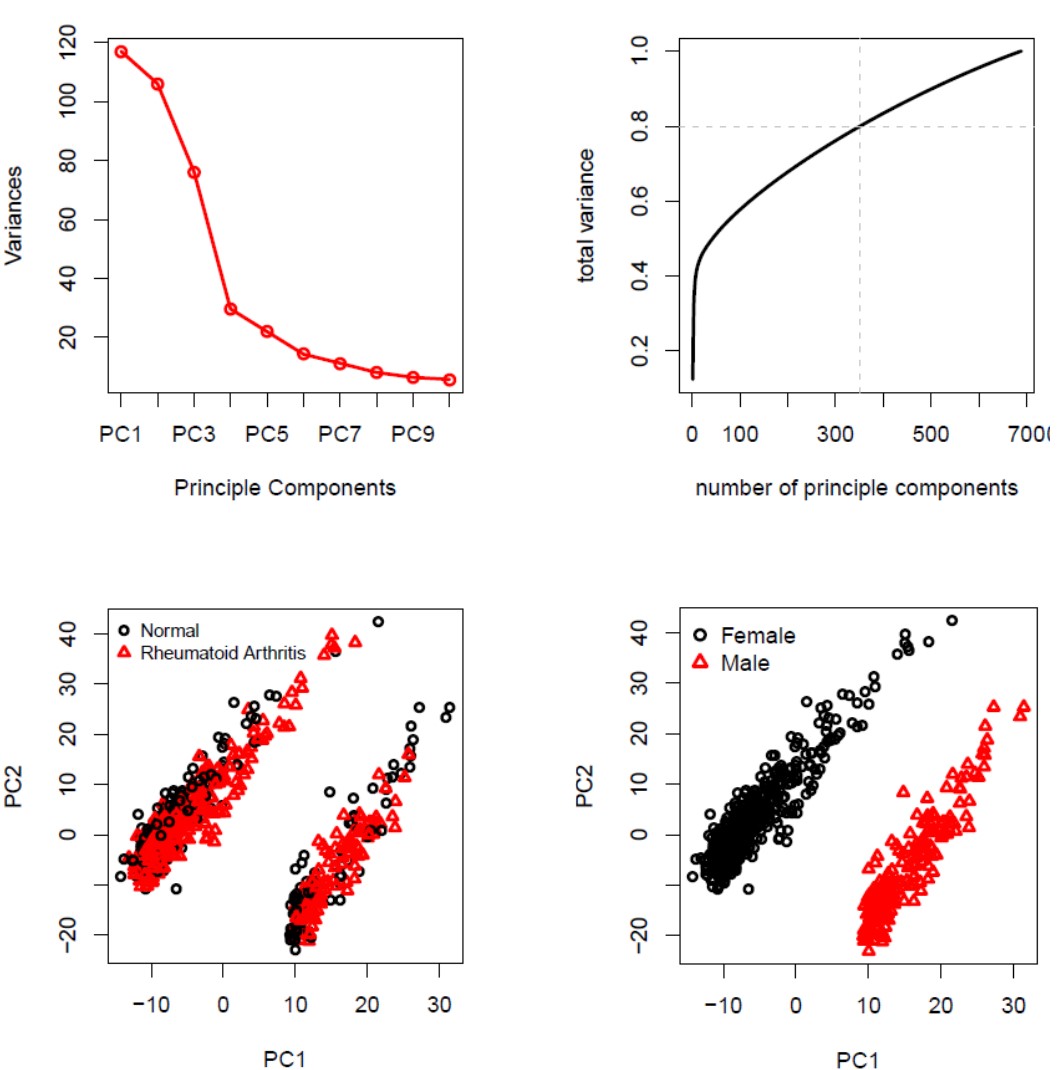 120
100
80
60
40
20
Variances
PC1 PC3 PC5 PC7 PC9
Principle Components
1.0
0.8
0.6
0.4
0.2
total variance
0 100 300 500 700
number of principle components
40
30
20
10
0
−20
PC2
Normal
Rheumatoid Arthritis
−10 0 10 20 30
PC1
40
30
20
10
0
−20
PC2
Female
Male
−10 0 10 20 30
PC1